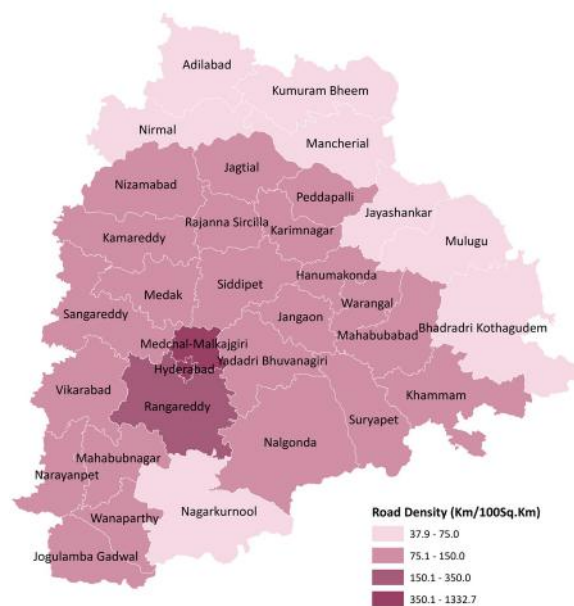 Adilabad
Kumuram Bheem
Nirmal
Mancherial
Jagtial
Nizamabad
Peddapalli
Jayashankar
Rajanna Sircilla
Karimnagar
Kamareddy
Mulugu
Hanumakonda
Siddipet
Medak
Warangal
Sangareddy
Jangaon
Bhadradri Kothagudem
Mahabubabad
Medchal-Malkajgiri
Yadadri Bhuvanagiri
Hyderabad
Vikarabad
Khammam
Rangareddy
Suryapet
Nalgonda
Mahabubnagar
Narayanpet
Nagarkurnool
Wanaparthy
Jogulamba Gadwal
Road Density (Km/100Sq.Km)
37.9 - 75.0
75.1 - 150.0
150.1 - 350.0
350.1 - 1332.7